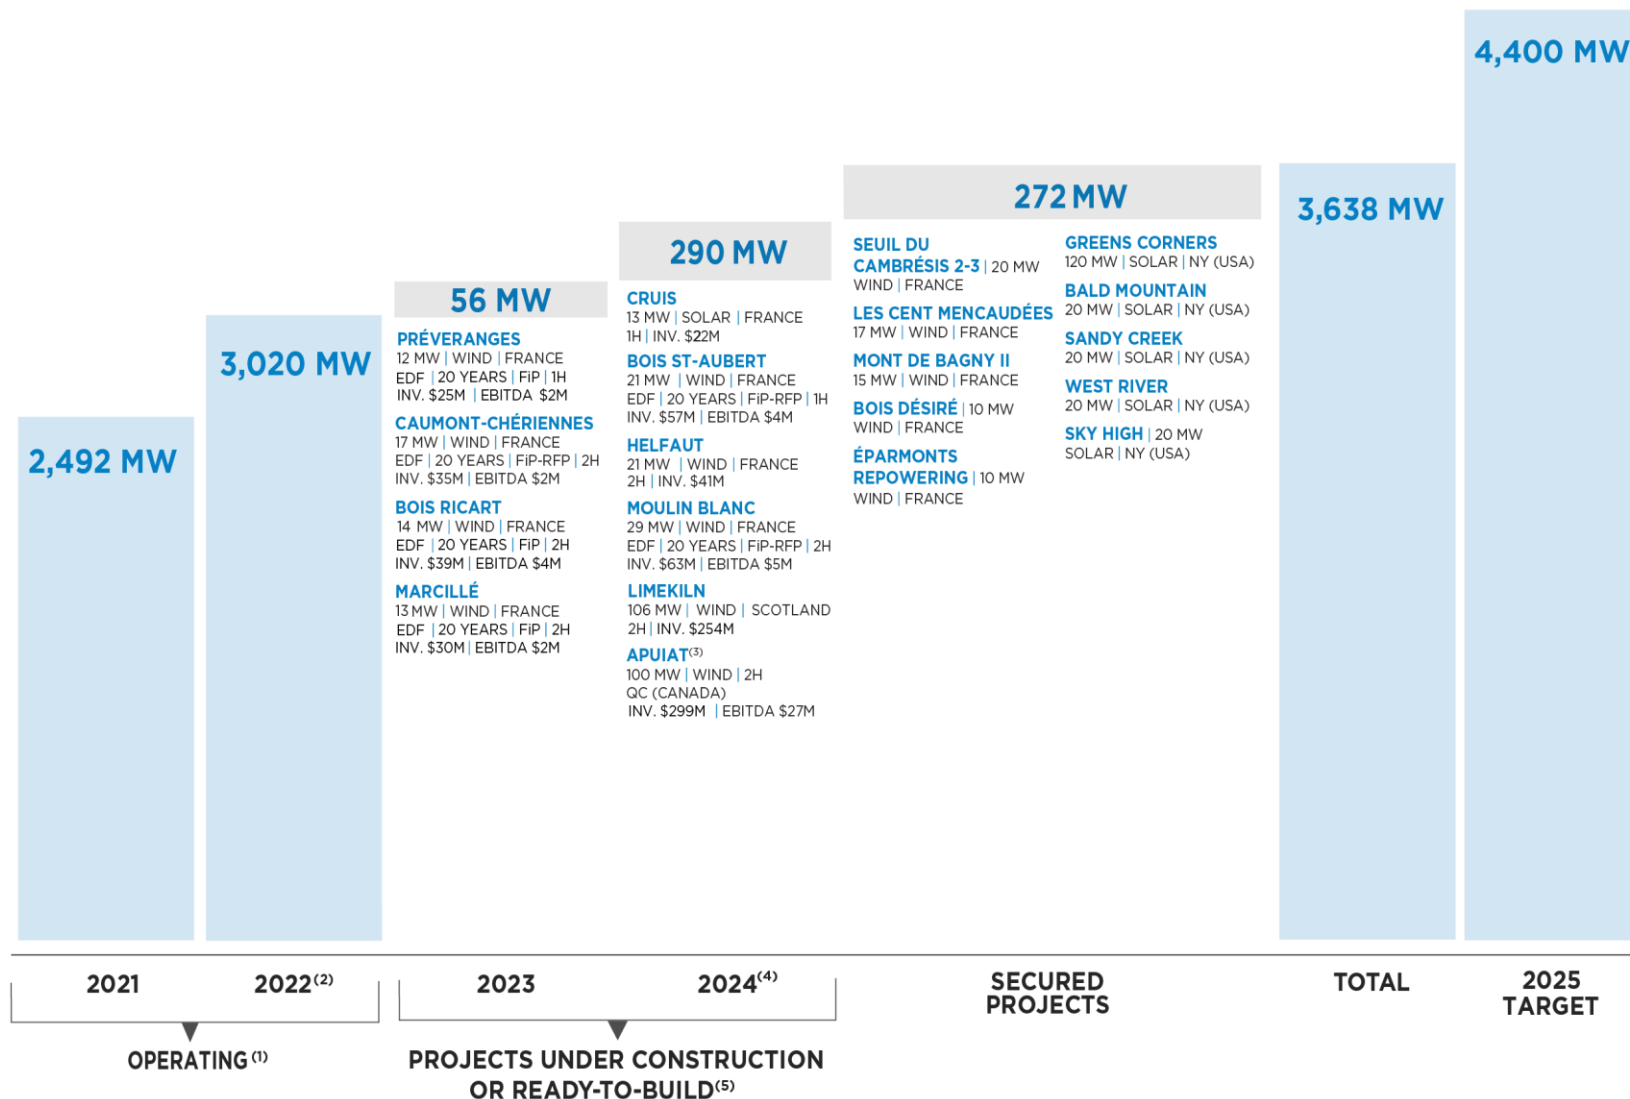 2,492 MW
3,020 MW
56 MW
PRÉVERANGES
12 MW | WIND | FRANCE
EDF | 20 YEARS | FiP | 1H
INV. $25M | EBITDA $2M
CAUMONT-CHÉRIENNES
17 MW | WIND | FRANCE
EDF | 20 YEARS | FiP-RFP | 2H
INV. $35M | EBITDA $2M
BOIS RICART
14 MW | WIND | FRANCE
EDF | 20 YEARS | FiP | 2H
INV. $39M | EBITDA $4M
MARCILLÉ
13 MW | WIND | FRANCE
EDF | 20 YEARS | FiP | 2H
INV. $30M | EBITDA $2M
290 MW
CRUIS
13 MW | SOLAR | FRANCE
1H | INV. $22M
BOIS ST-AUBERT
21 MW | WIND | FRANCE
EDF | 20 YEARS | FiP-RFP | 1H
INV. $57M | EBITDA $4M
HELFAUT
21 MW | WIND | FRANCE
2H | INV. $41M
MOULIN BLANC
29 MW | WIND | FRANCE
EDF | 20 YEARS | FiP-RFP | 2H
INV. $63M | EBITDA $5M
LIMEKILN
106 MW | WIND | SCOTLAND
2H | INV. $254M
APUIAT(3)
100 MW | WIND | 2H
QC (CANADA)
INV. $299M | EBITDA $27M
272 MW
SEUIL DU
CAMBRÉSIS 2-3 | 20 MW
WIND | FRANCE
LES CENT MENCAUDÉES
17 MW | WIND | FRANCE
MONT DE BAGNY II
15 MW | WIND | FRANCE
BOIS DÉSIRÉ | 10 MW
WIND | FRANCE
ÉPARMONTS
REPOWERING | 10 MW
WIND | FRANCE
GREENS CORNERS
120 MW | SOLAR | NY (USA)
BALD MOUNTAIN
20 MW | SOLAR | NY (USA)
SANDY CREEK
20 MW | SOLAR | NY (USA)
WEST RIVER
20 MW | SOLAR | NY (USA)
SKY HIGH | 20 MW
SOLAR | NY (USA)
3,638 MW
4,400 MW
2021
2022(2)
2023
2024(4)
SECURED
PROJECTS
TOTAL
2025
TARGET
OPERATING(1)
PROJECTS UNDER CONSTRUCTION
OR READY-TO-BUILD(5)